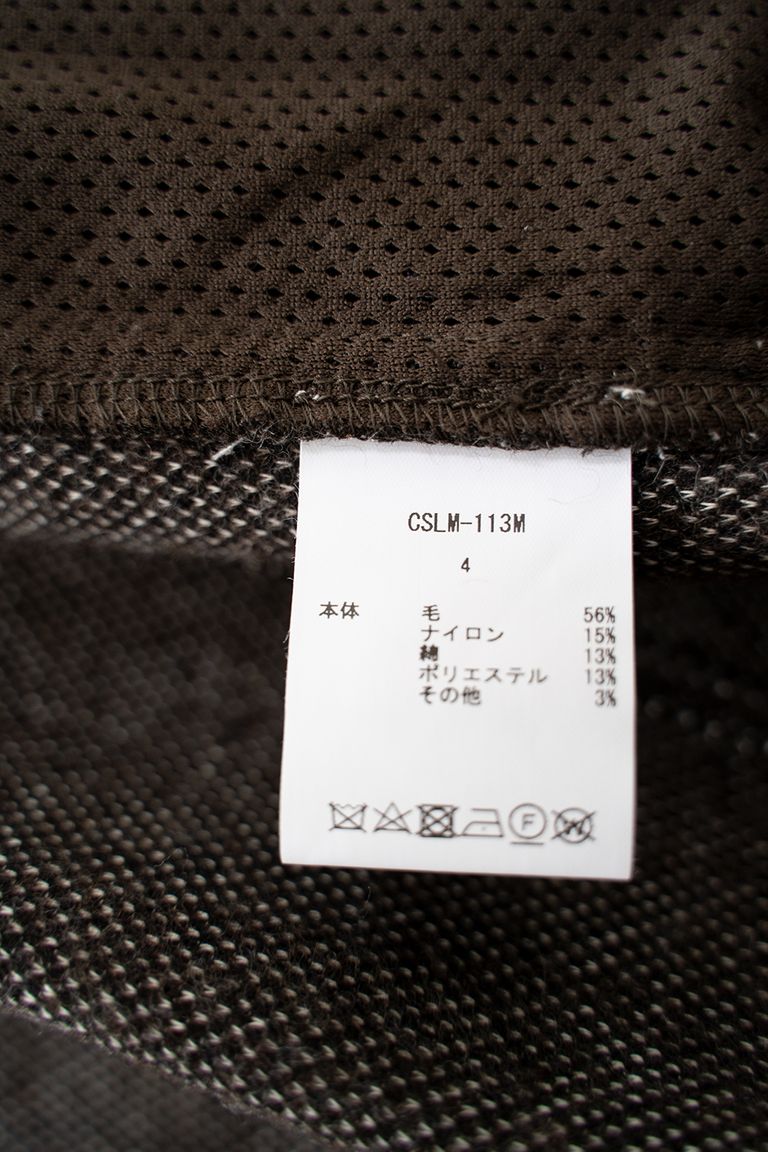 CSLM-113M
4
本体 毛 56%
ナイロン 15%
綿 13%
ポリエステル 13%
その他 3%
F
W